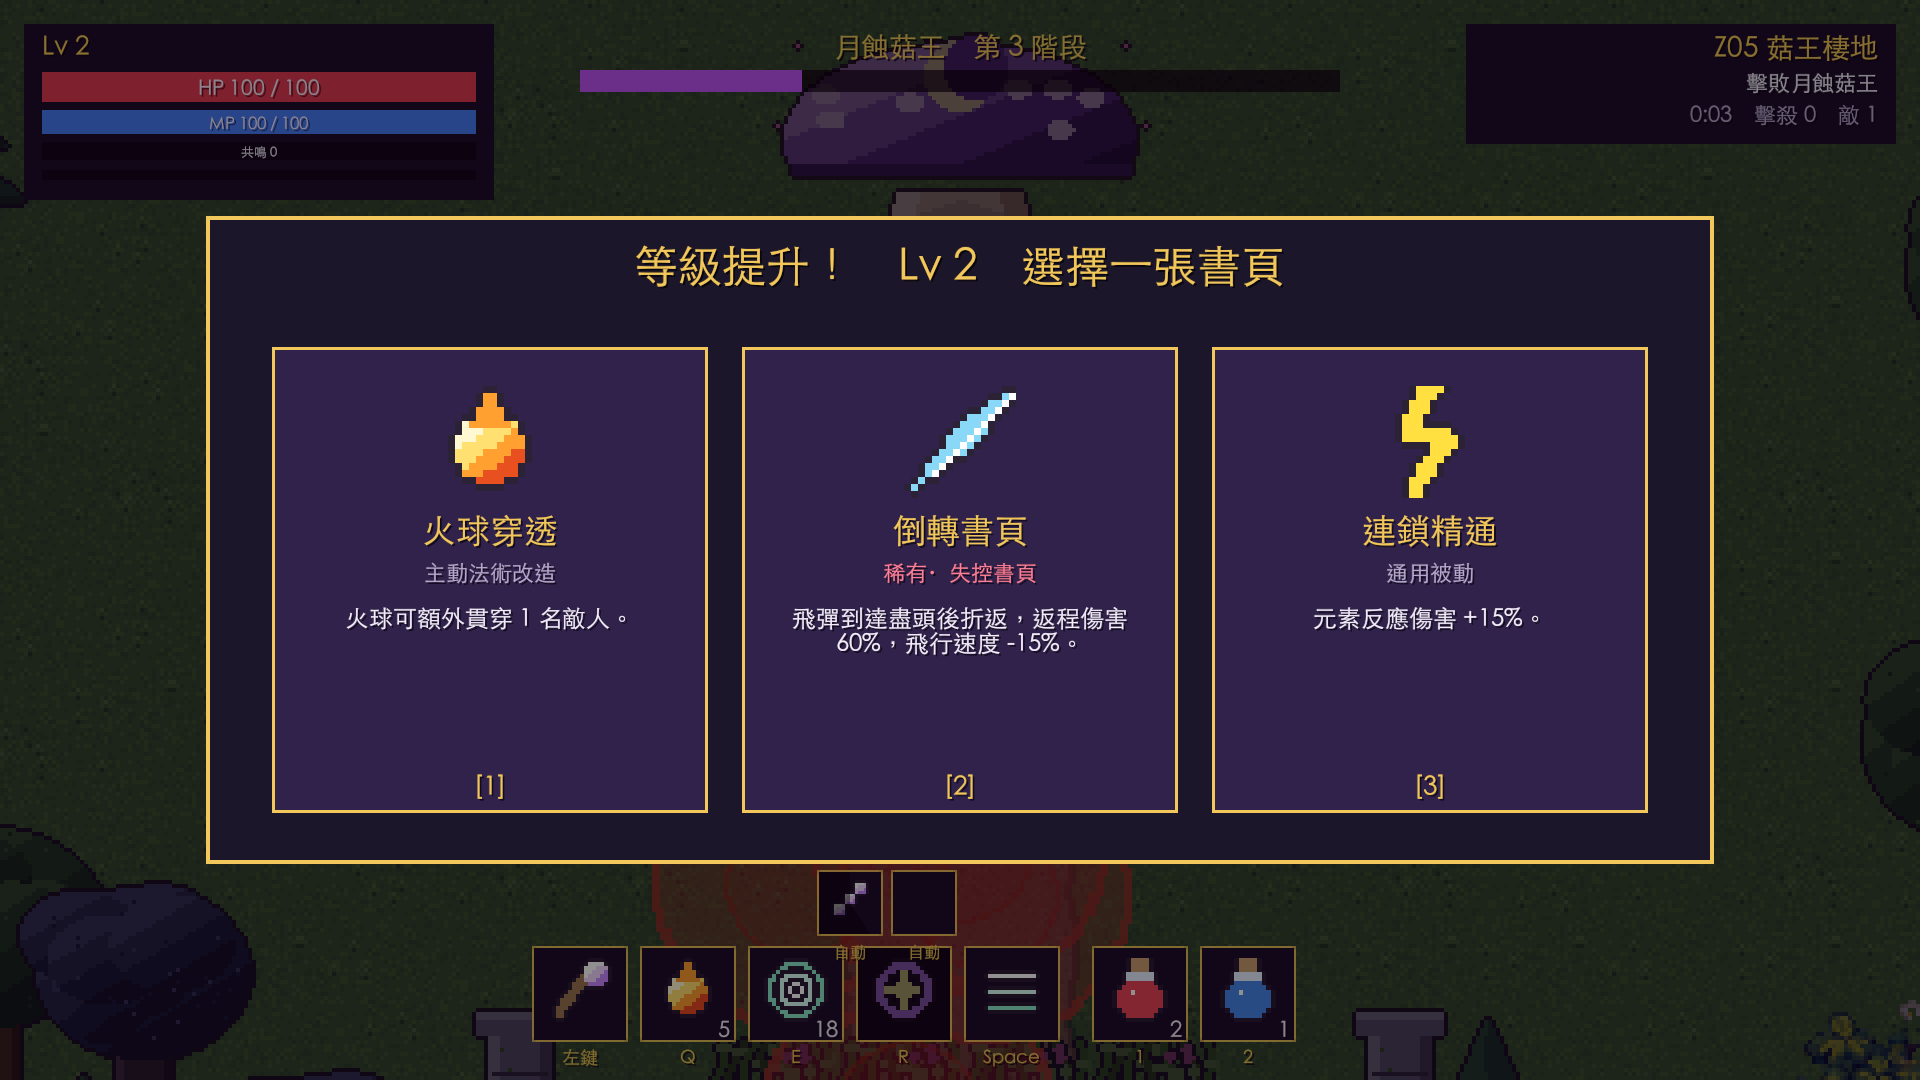 Lv 2
HP 100 / 100
MP 100 / 100
共鳴 0
月蝕菇王　第 3 階段
Z05 菇王棲地
擊敗月蝕菇王
0:03　擊殺 0　敵 1
等級提升！　Lv 2　選擇一張書頁
火球穿透
主動法術改造
火球可額外貫穿 1 名敵人。
[1]
倒轉書頁
稀有· 失控書頁
飛彈到達盡頭後折返，返程傷害
60%，飛行速度 -15%。
[2]
連鎖精通
通用被動
元素反應傷害 +15%。
[3]
自動 自動
5 18 2 1
左鍵 Q E R Space 1 2